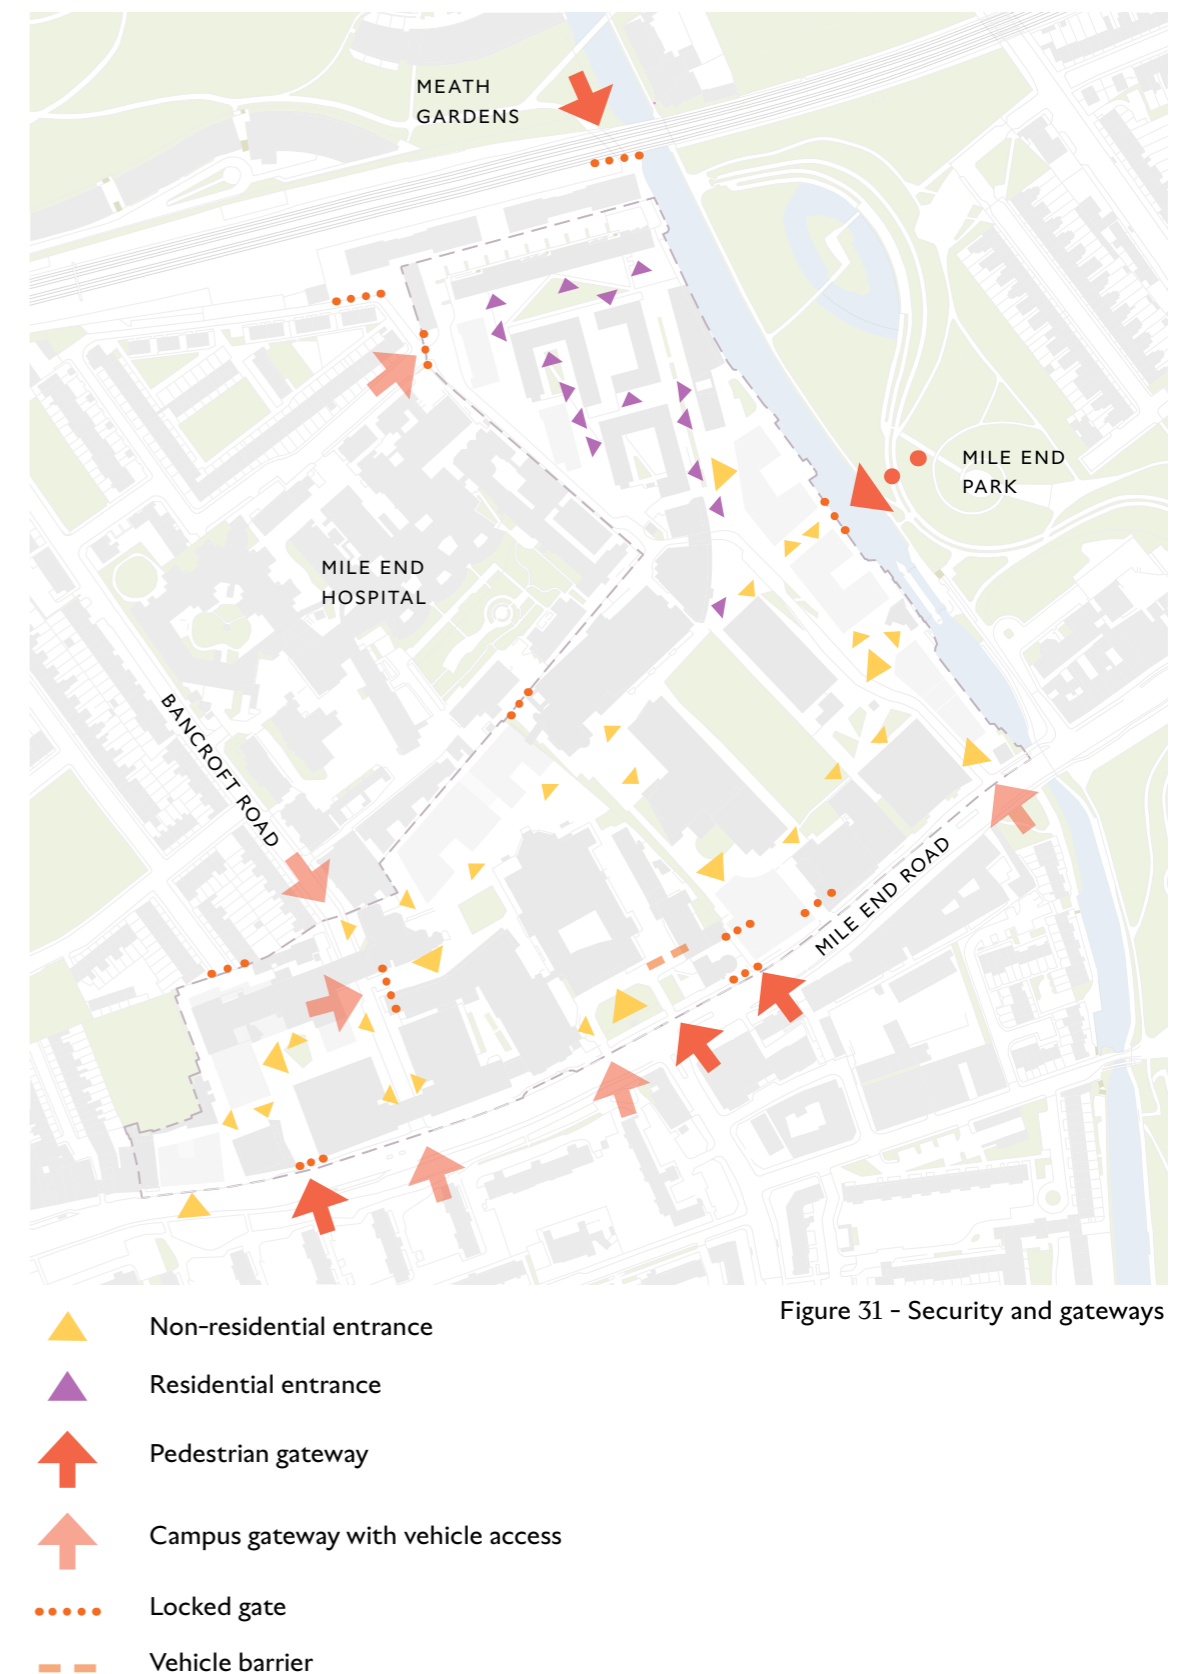 MEATH
GARDENS
MILE END
PARK
MILE END
HOSPITAL
BANCROFT ROAD
MILE END ROAD
Figure 31 - Security and gateways
Non-residential entrance
Residential entrance
Pedestrian gateway
Campus gateway with vehicle access
Locked gate
Vehicle barrier